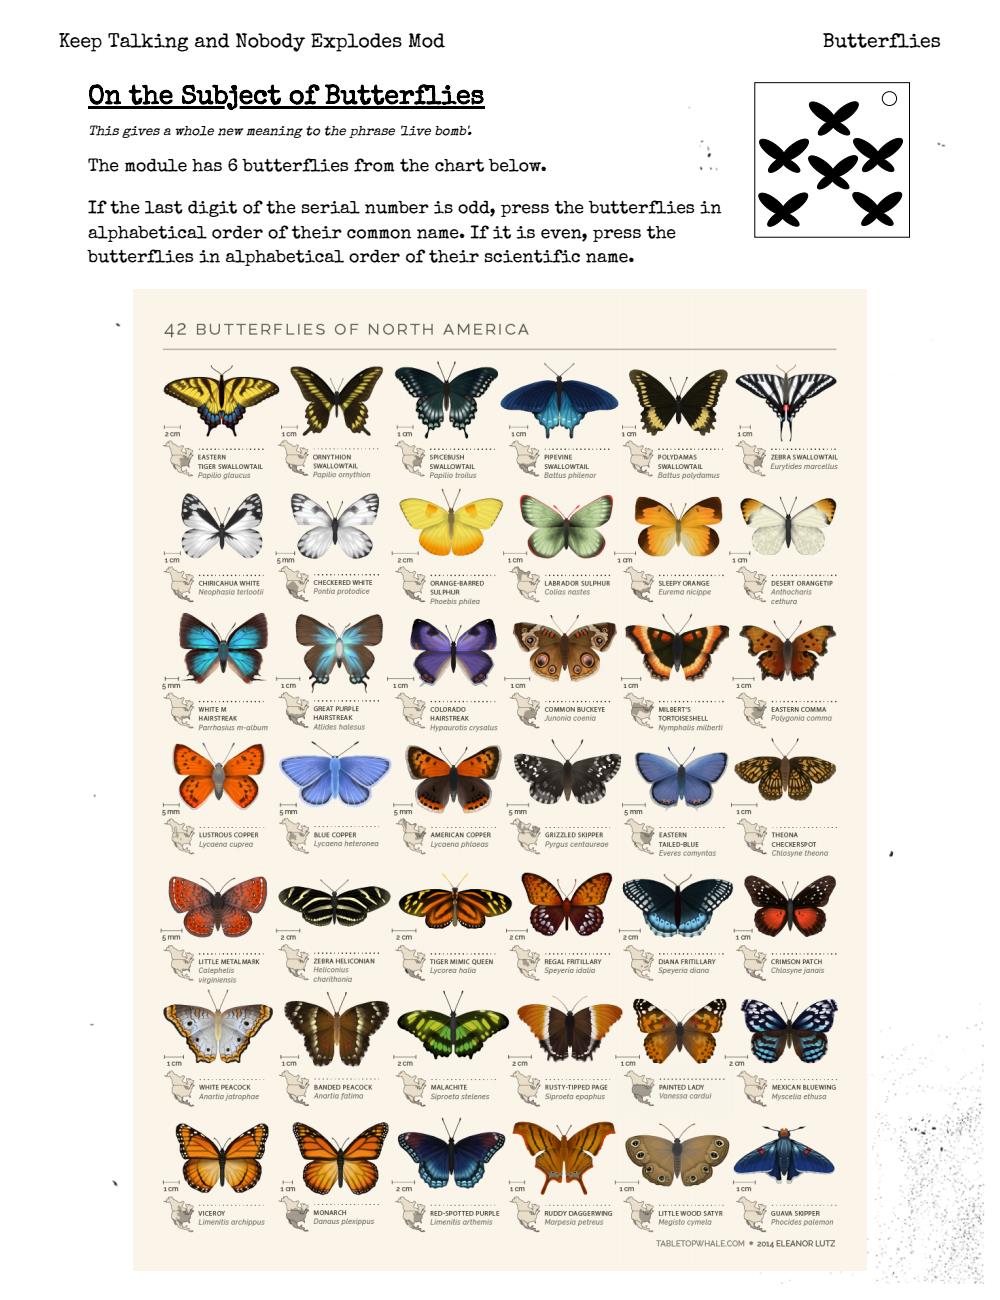 Keep Talking and Nobody Explodes Mod
Butterflies
On the Subject of Butterflies
This gives a whole new meaning to the phrase 'live bomb'.
The module has 6 butterflies from the chart below.
If the last digit of the serial number is odd, press the butterflies in
alphabetical order of their common name. If it is even, press the
butterflies in alphabetical order of their scientific name.
42 BUTTERFLIES OF NORTH AMERICA
2 cm
EASTERN
TIGER SWALLOWTAIL
Papilio glaucus
1 cm
ORNYTHION
SWALLOWTAIL
Papilio ornythion
1 cm
SPICEBUSH
SWALLOWTAIL
Papilio troilus
1 cm
PIPEVINE
SWALLOWTAIL
Battus philenor
1 cm
POLYDAMAS
SWALLOWTAIL
Battus polydamus
1 cm
ZEBRA SWALLOWTAIL
Eurytides marcellus
1 cm
CHIRICAHUA WHITE
Neophasia terlootii
5 mm
CHECKERED WHITE
Pontia protodice
2 cm
ORANGE-BARRED
SULPHUR
Phoebis philea
1 cm
LABRADOR SULPHUR
Colias nastes
1 cm
SLEEPY ORANGE
Eurema nicippe
1 cm
DESERT ORANGETIP
Anthocharis
cethura
5 mm
WHITE M
HAIRSTREAK
Parrhasius m-album
1 cm
GREAT PURPLE
HAIRSTREAK
Atlides halesus
1 cm
COLORADO
HAIRSTREAK
Hypaurotis crysalus
1 cm
COMMON BUCKEYE
Junonia coenia
1 cm
MILBERT'S
TORTOISESHELL
Nymphalis milberti
1 cm
EASTERN COMMA
Polygonia comma
5 mm
LUSTROUS COPPER
Lycaena cuprea
5 mm
BLUE COPPER
Lycaena heteronea
5 mm
AMERICAN COPPER
Lycaena phlaeas
5 mm
GRIZZLED SKIPPER
Pyrgus centaureae
5 mm
EASTERN
TAILED-BLUE
Everes comyntas
1 cm
THEONA
CHECKERSPOT
Chlosyne theona
5 mm
LITTLE METALMARK
Calephelis
virginiensis
2 cm
ZEBRA HELICONIAN
Heliconius
charithonia
2 cm
TIGER MIMIC QUEEN
Lycorea halia
2 cm
REGAL FRITILLARY
Speyeria idalia
2 cm
DIANA FRITILLARY
Speyeria diana
1 cm
CRIMSON PATCH
Chlosyne janais
1 cm
WHITE PEACOCK
Anartia jatrophae
1 cm
BANDED PEACOCK
Anartia fatima
2 cm
MALACHITE
Siproeta stelenes
2 cm
RUSTY-TIPPED PAGE
Siproeta epaphus
1 cm
PAINTED LADY
Vanessa cardui
2 cm
MEXICAN BLUEWING
Myscelia ethusa
1 cm
VICEROY
Limenitis archippus
1 cm
MONARCH
Danaus plexippus
2 cm
RED-SPOTTED PURPLE
Limenitis arthemis
1 cm
RUDDY DAGGERWING
Marpesia petreus
1 cm
LITTLE WOOD SATYR
Megisto cymela
1 cm
GUAVA SKIPPER
Phocides palemon
TABLETOPWHALE.COM • 2014 ELEANOR LUTZ